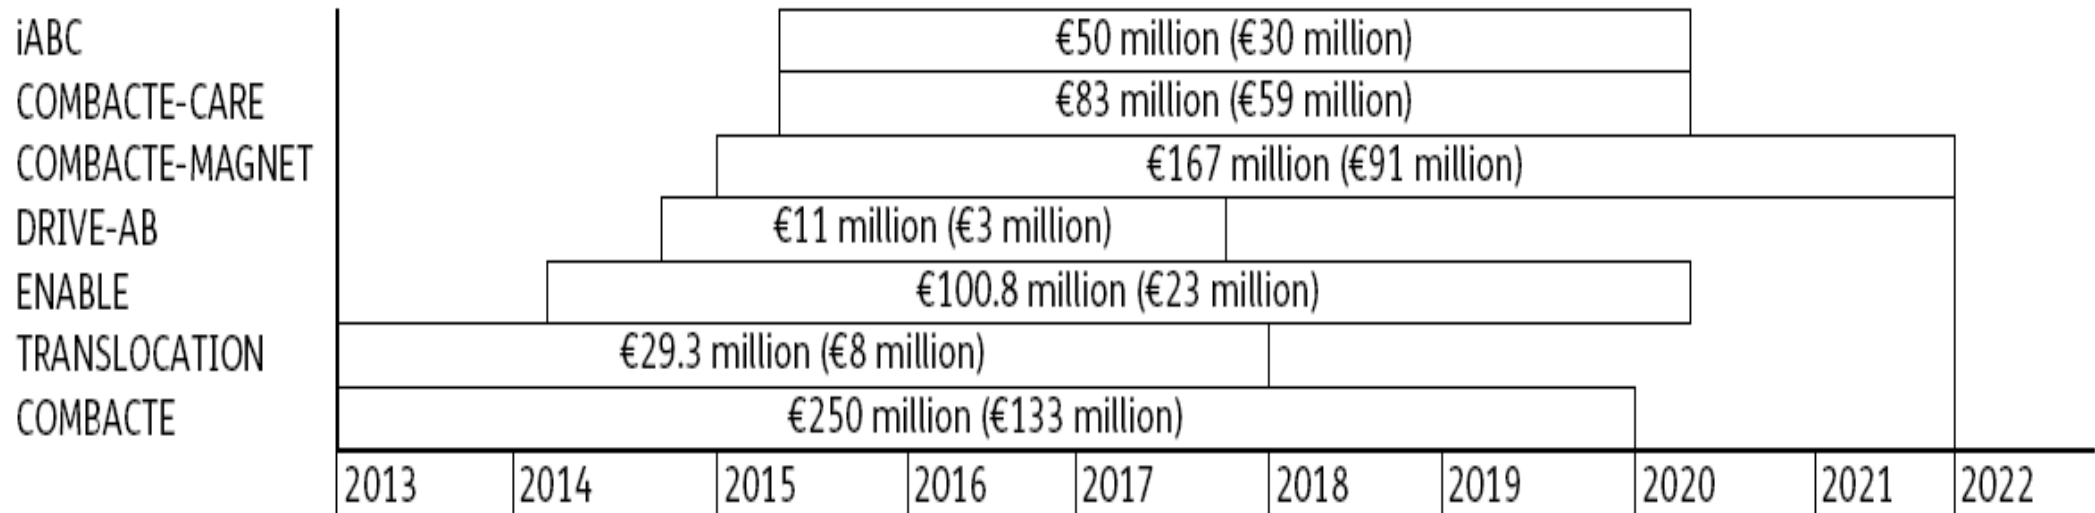 iABC €50 million (€30 million)
COMBACTE-CARE €83 million (€59 million)
COMBACTE-MAGNET €167 million (€91 million)
DRIVE-AB €11 million (€3 million)
ENABLE €100.8 million (€23 million)
TRANSLOCATION €29.3 million (€8 million)
COMBACTE €250 million (€133 million)
2013 2014 2015 2016 2017 2018 2019 2020 2021 2022